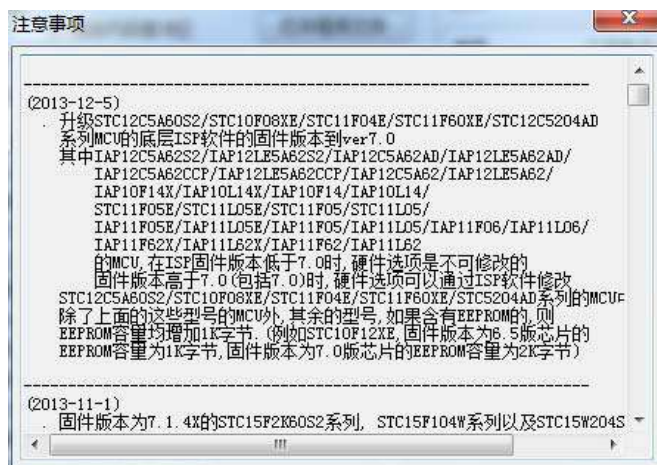 注意事项
(2013-12-5)
. 升级STC12C5A60S2/STC10F08XE/STC11F04E/STC11F60XE/STC12C5204AD
系列MCU的底层ISP软件的固件版本到ver7.0
其中IAP12C5A62S2/IAP12LE5A62S2/IAP12C5A62AD/IAP12LE5A62AD/
IAP12C5A62CCP/IAP12LE5A62CCP/IAP12C5A62/IAP12LE5A62/
IAP10F14X/IAP10L14X/IAP10F14/IAP10L14/
STC11F05E/STC11L05E/STC11F05/STC11L05/
IAP11F05E/IAP11L05E/IAP11F05/IAP11L05/IAP11F06/IAP11L06/
IAP11F62X/IAP11L62X/IAP11F62/IAP11L62
的MCU,在ISP固件版本低于7.0时,硬件选项是不可修改的
固件版本高于7.0(包括7.0)时,硬件选项可以通过ISP软件修改
STC12C5A60S2/STC10F08XE/STC11F04E/STC11F60XE/STC5204AD系列的MCU
除了上面的这些型号的MCU外,其余的型号,如果含有EEPROM的,则
EEPROM容量均增加1K字节.(例如STC10F12XE,固件版本为6.5版芯片的
EEPROM容量为1K字节,固件版本为7.0版芯片的EEPROM容量为2K字节)
(2013-11-1)
. 固件版本为7.1.4X的STC15F2K60S2系列, STC15F104W系列以及STC15W204S